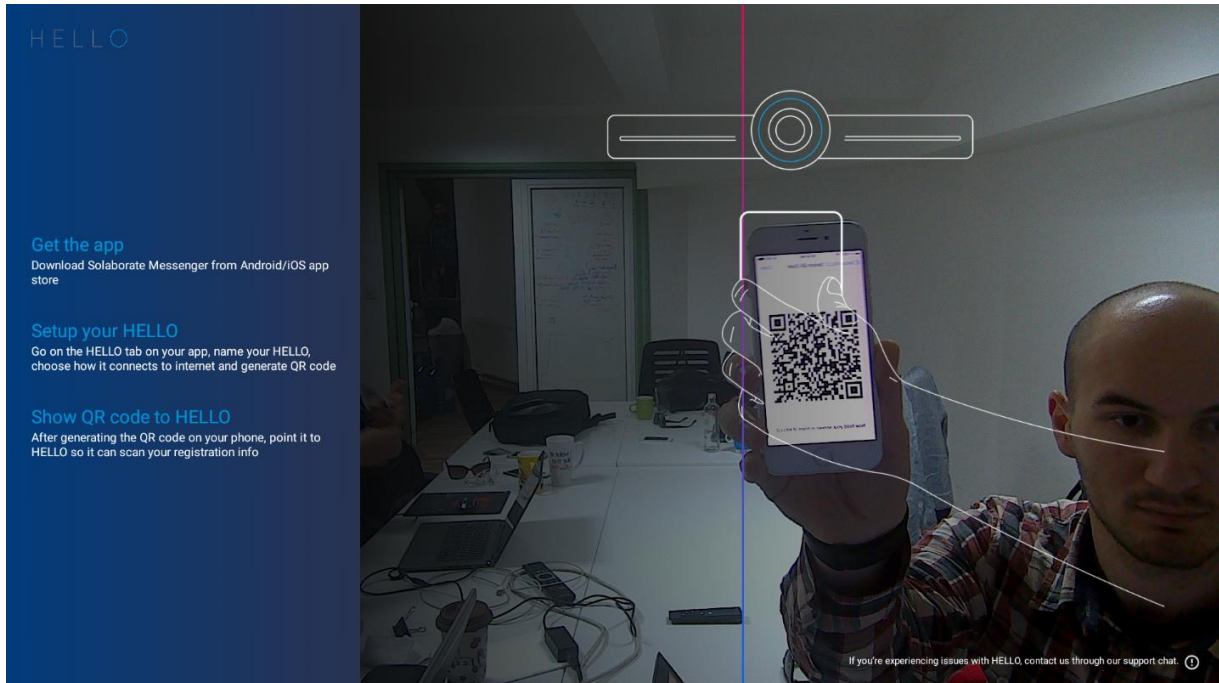 HELLO
Get the app
Download Solaborate Messenger from Android/iOS app
store
Setup your HELLO
Go on the HELLO tab on your app, name your HELLO,
choose how it connects to internet and generate QR code
Show QR code to HELLO
After generating the QR code on your phone, point it to
HELLO so it can scan your registration info
If you're experiencing issues with HELLO, contact us through our support chat.